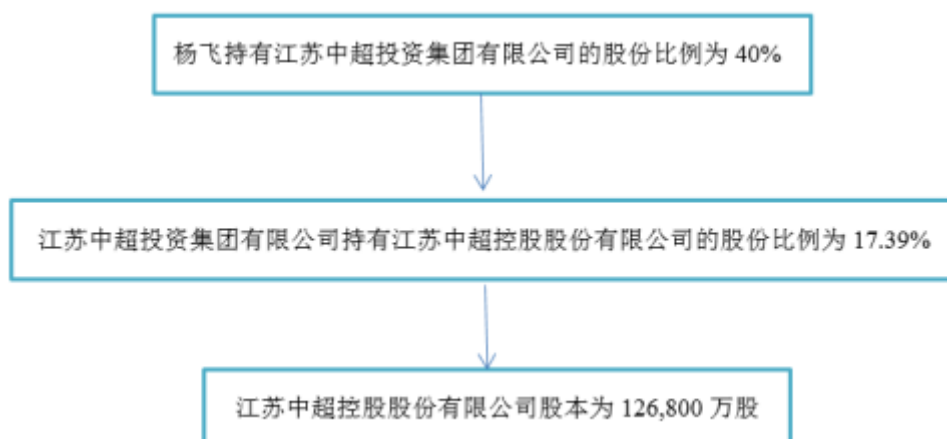 杨飞持有江苏中超投资集团有限公司的股份比例为 40%
江苏中超投资集团有限公司持有江苏中超控股股份有限公司的股份比例为 17.39%
江苏中超控股股份有限公司股本为 126,800 万股